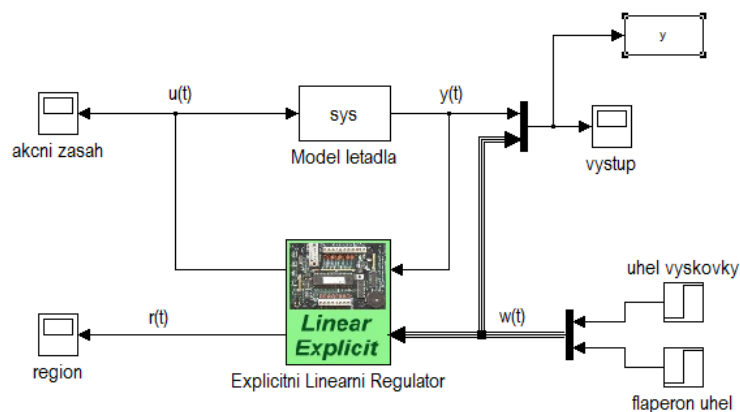 y
u(t)
sys
y(t)
akcni zasah
Model letadla
vystup
uhel vyskovky
r(t)
Linear
Explicit
w(t)
region
Explicitni Linearni Regulator
flaperon uhel